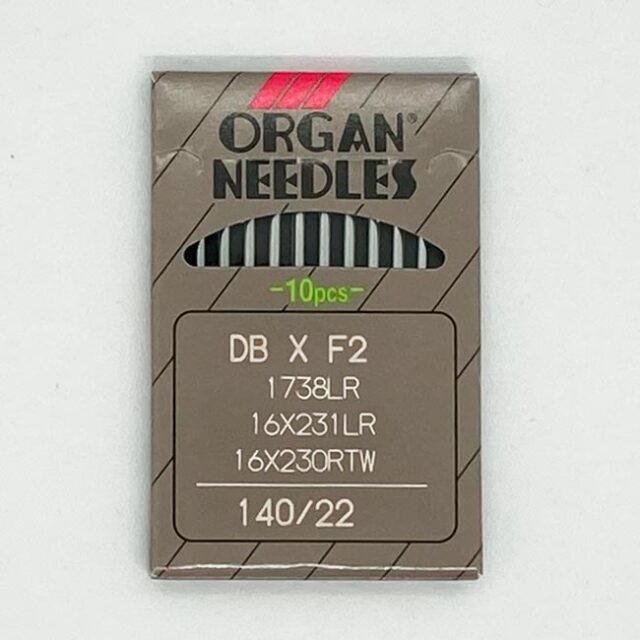 ORGAN®
NEEDLES
-10pcs-
DB X F2
1738LR
16X231LR
16X230RTW
140/22